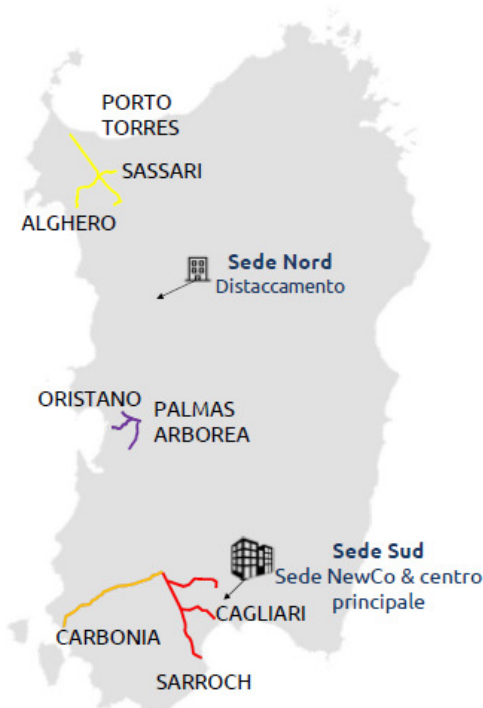 PORTO
TORRES
SASSARI
ALGHERO
Sede Nord
Distaccamento
ORISTANO
PALMAS
ARBOREA
Sede Sud
Sede NewCo & centro
principale
CAGLIARI
CARBONIA
SARROCH